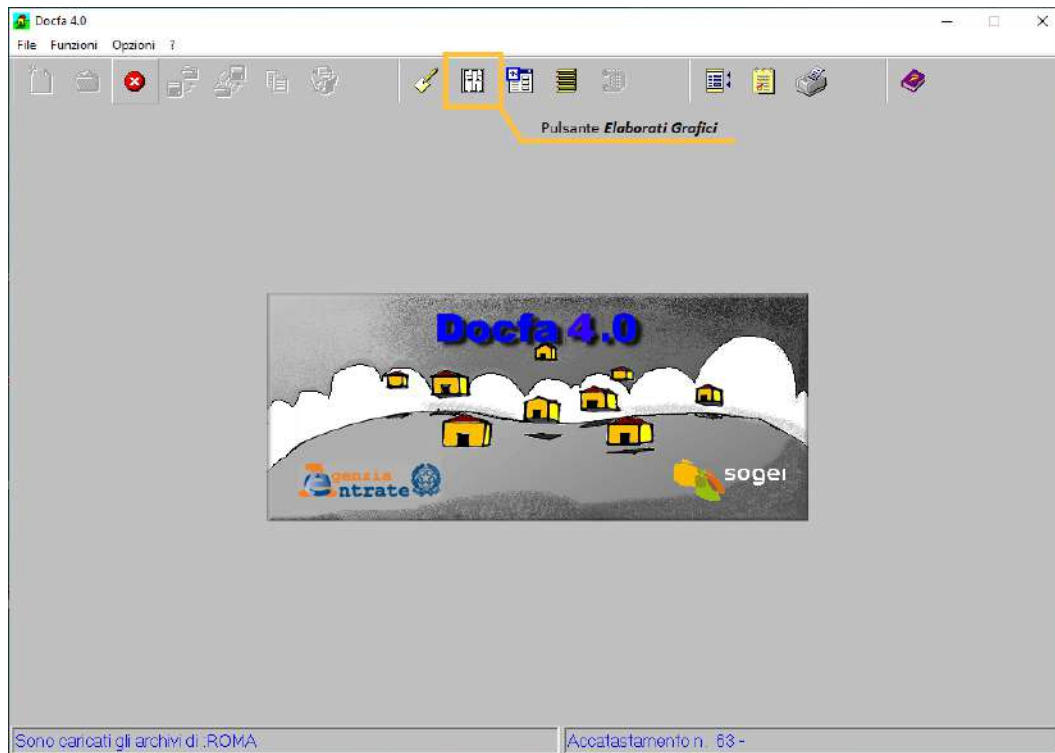 Docfa 4.0
File Funzioni Opzioni ?
Pulsante Elaborati Grafici
Docfa 4.0
genzia
ntrate
sogei
Sono caricati gli archivi di :ROMA
Accatastamento n. 63 -